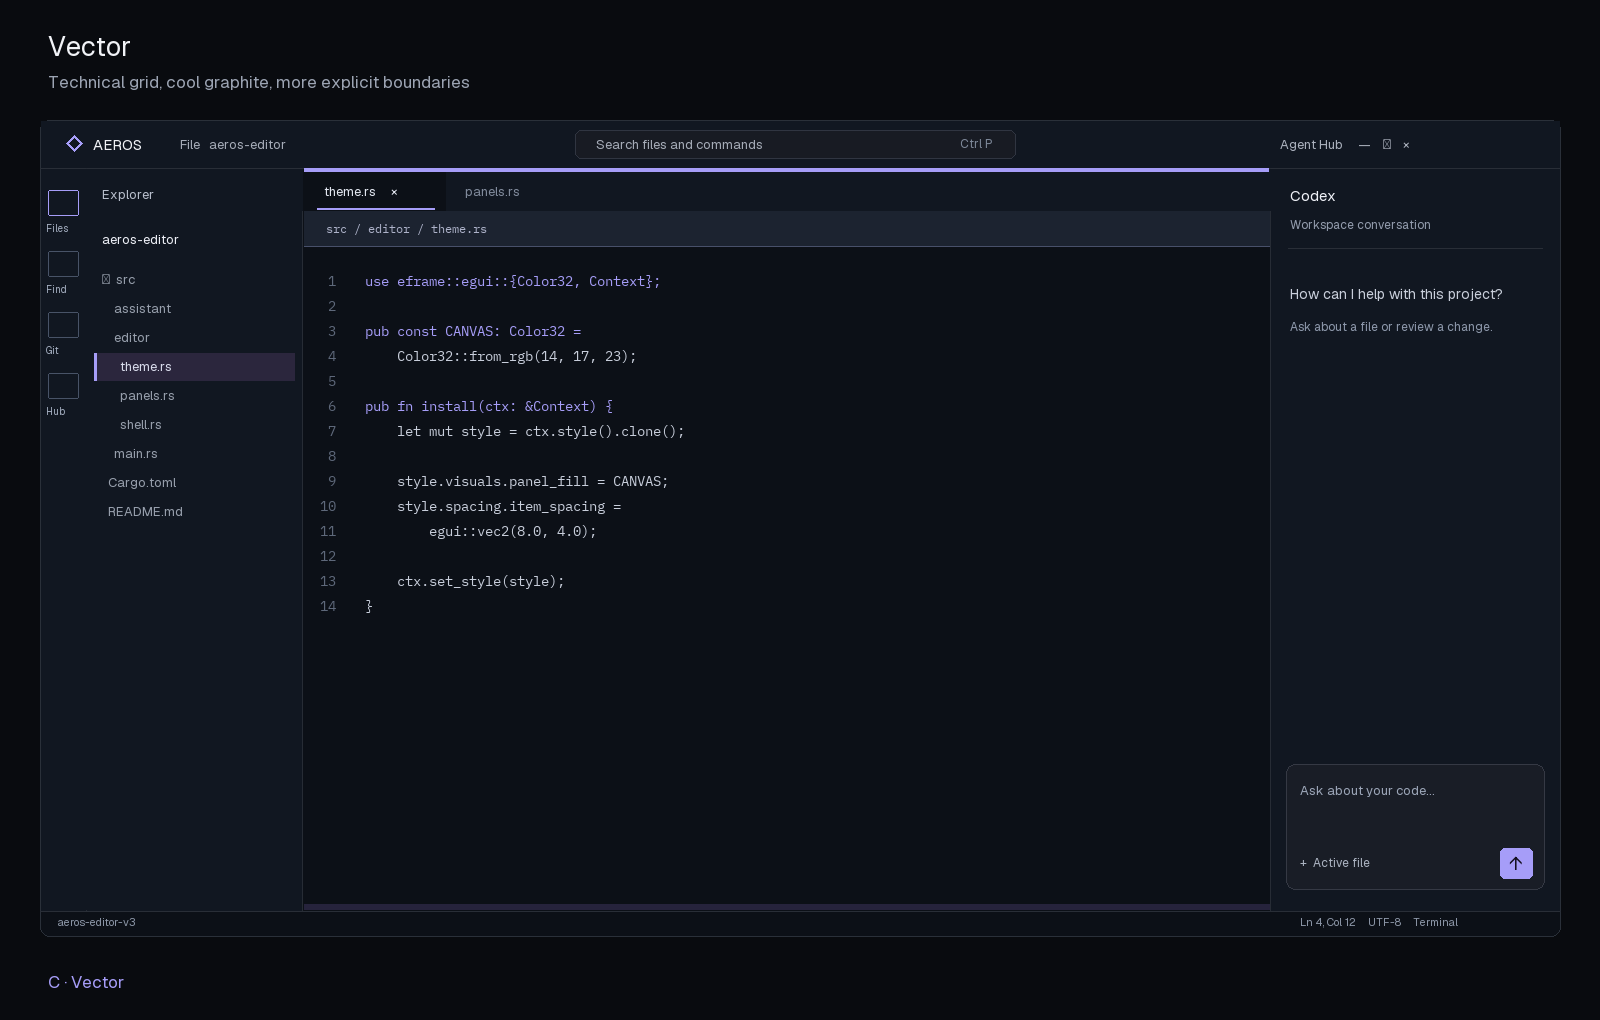 Vector
Technical grid, cool graphite, more explicit boundaries
AEROS
File aeros-editor
Search files and commands
Ctrl P
Agent Hub — ×
Files
Find
Git
Hub
Explorer
aeros-editor
src
assistant
editor
theme.rs
panels.rs
shell.rs
main.rs
Cargo.toml
README.md
theme.rs ×
panels.rs
src / editor / theme.rs
1 use eframe::egui::{Color32, Context};
2
3 pub const CANVAS: Color32 =
4 Color32::from_rgb(14, 17, 23);
5
6 pub fn install(ctx: &Context) {
7 let mut style = ctx.style().clone();
8
9 style.visuals.panel_fill = CANVAS;
10 style.spacing.item_spacing =
11 egui::vec2(8.0, 4.0);
12
13 ctx.set_style(style);
14 }
Codex
Workspace conversation
How can I help with this project?
Ask about a file or review a change.
Ask about your code...
+ Active file
↑
aeros-editor-v3
Ln 4, Col 12 UTF-8 Terminal
C · Vector